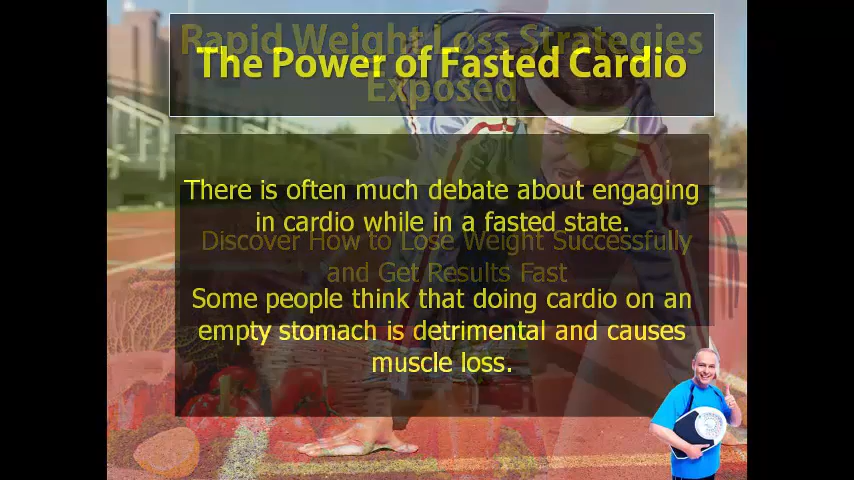 Rapid Weight Loss Strategies
The Power of Fasted Cardio
Exposed
There is often much debate about engaging
in cardio while in a fasted state.
Discover How to Lose Weight Successfully
and Get Results Fast
Some people think that doing cardio on an
empty stomach is detrimental and causes
muscle loss.